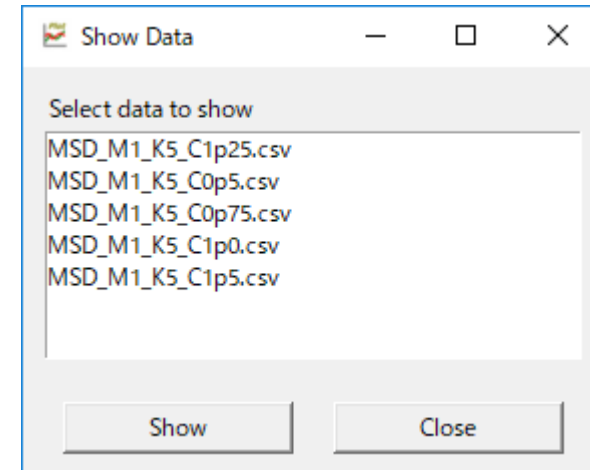 Show Data
Select data to show
MSD_M1_K5_C1p25.csv
MSD_M1_K5_C0p5.csv
MSD_M1_K5_C0p75.csv
MSD_M1_K5_C1p0.csv
MSD_M1_K5_C1p5.csv
Show Close